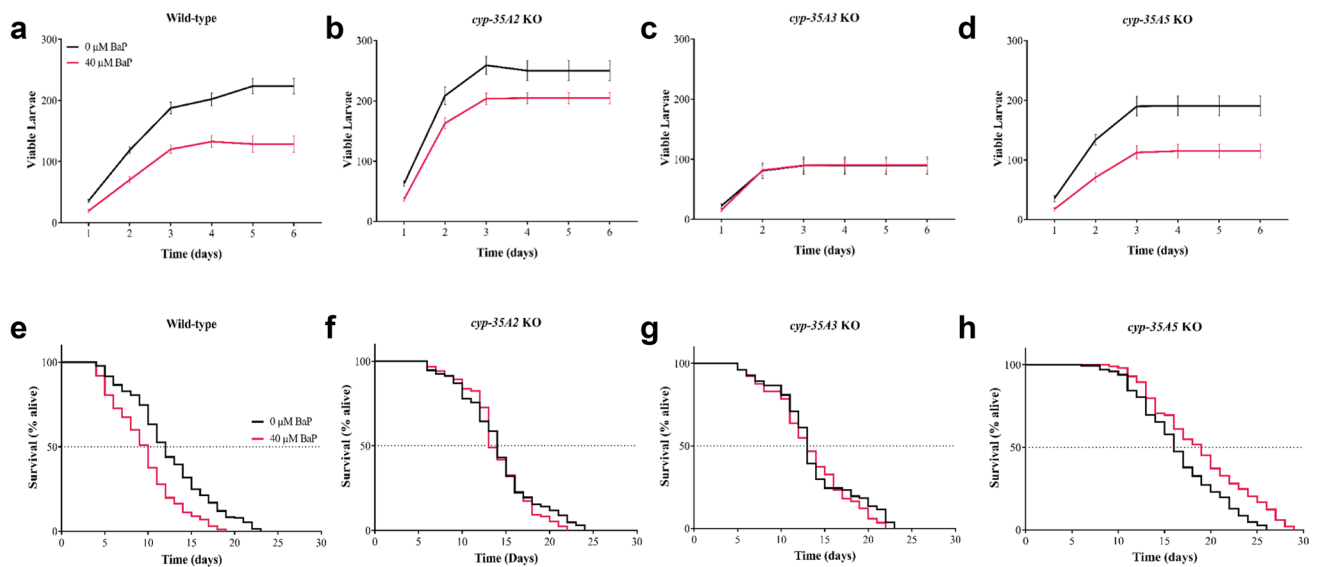 a
Wild-type
300
200
100
0
Viable Larvae
0 µM BaP
40 µM BaP
1 2 3 4 5 6
Time (days)
b
cyp-35A2 KO
300
200
100
0
Viable Larvae
1 2 3 4 5 6
Time (days)
c
cyp-35A3 KO
300
200
100
0
Viable Larvae
1 2 3 4 5 6
Time (days)
d
cyp-35A5 KO
300
200
100
0
Viable Larvae
1 2 3 4 5 6
Time (days)
e
Wild-type
100
50
0
Survival (% alive)
0 µM BaP
40 µM BaP
0 5 10 15 20 25 30
Time (days)
f
cyp-35A2 KO
100
50
0
Survival (% alive)
0 5 10 15 20 25 30
Time (Days)
g
cyp-35A3 KO
100
50
0
Survival (% alive)
0 5 10 15 20 25 30
Time (days)
h
cyp-35A5 KO
100
50
0
Survival (% alive)
0 5 10 15 20 25 30
Time (days)